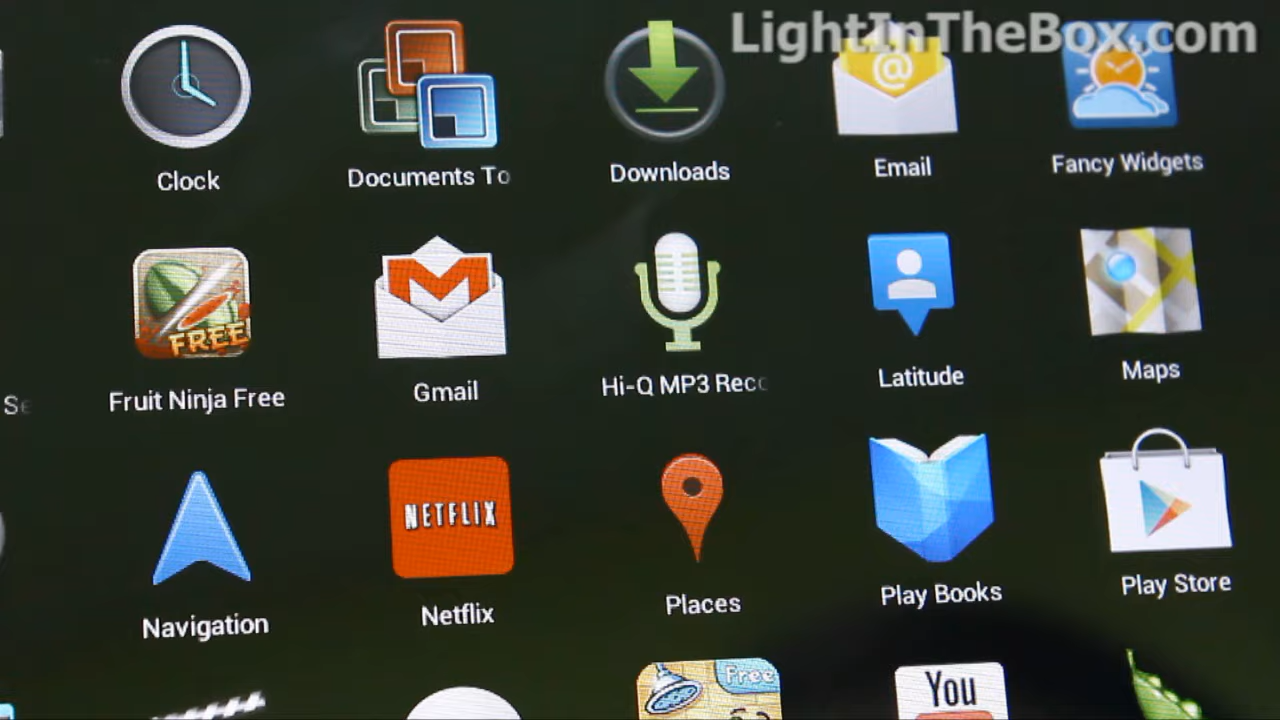 LightInTheBox.com
Clock
Documents To
Downloads
@
Email
Fancy Widgets
FREE
Se
Fruit Ninja Free
Gmail
Hi-Q MP3 Reco
Latitude
Maps
NETFLIX
Navigation
Netflix
Places
Play Books
Play Store
Free
You